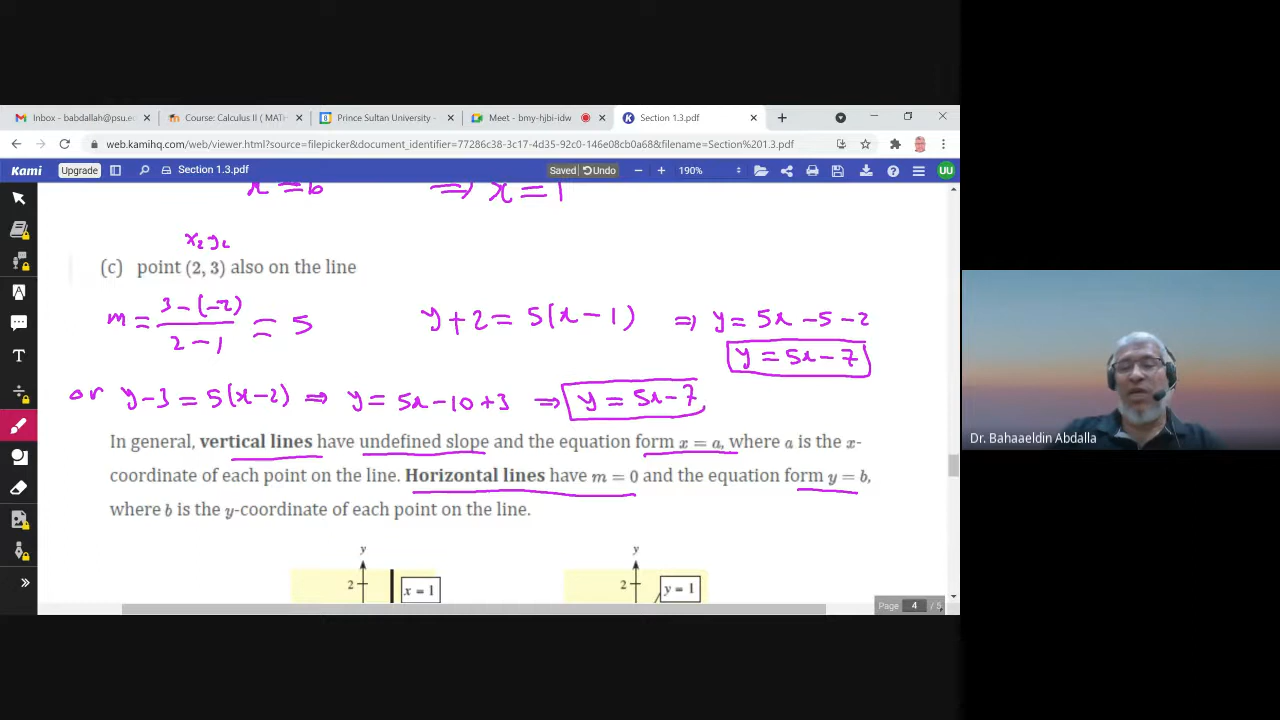 Inbox - babdallah@psu.e
Course: Calculus II ( MATH
Prince Sultan University -
Meet - bmy-hjbi-idw
Section 1.3.pdf
web.kamihq.com/web/viewer.html?source=filepicker&document_identifier=77286c38-3c17-4d35-92c0-146e08cb0a68&filename=Section%201.3.pdf
Kami Upgrade Section 1.3.pdf Saved Undo 190% UU
x = b ⇒ x = 1
x₂ y₂
(c) point (2, 3) also on the line
m = 3-(-2) / 2-1 = 5 y+2 = 5(x-1) ⇒ y = 5x -5 -2
y = 5x - 7
or y-3 = 5(x-2) ⇒ y = 5x -10 +3 ⇒ y = 5x-7
In general, vertical lines have undefined slope and the equation form x = a, where a is the x-
coordinate of each point on the line. Horizontal lines have m = 0 and the equation form y = b,
where b is the y-coordinate of each point on the line.
y y
2 x = 1 2 y = 1
Page 4 / 5
Dr. Bahaaeldin Abdalla